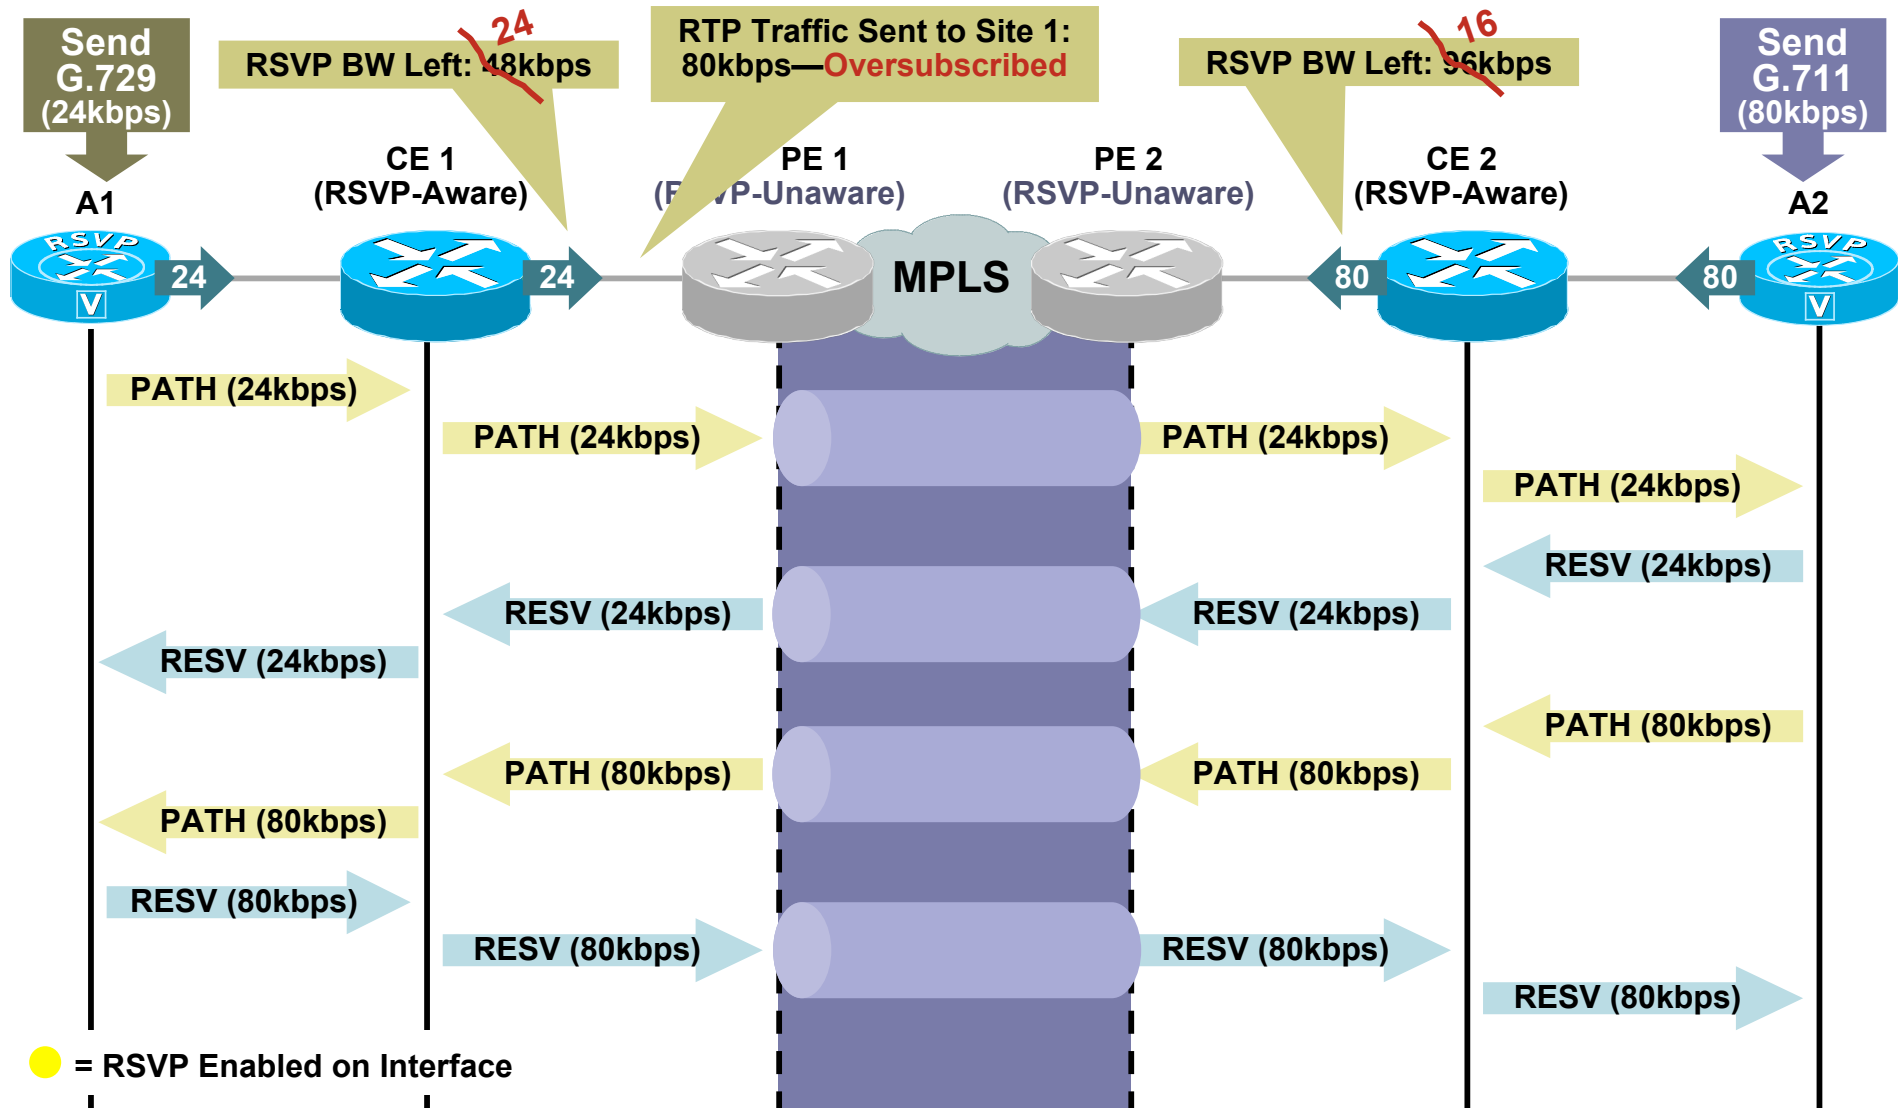 Send
G.729
(24kbps)
24
RSVP BW Left: 48kbps
RTP Traffic Sent to Site 1:
80kbps—Oversubscribed
16
RSVP BW Left: 96kbps
Send
G.711
(80kbps)
A1
CE 1
(RSVP-Aware)
PE 1
(RSVP-Unaware)
PE 2
(RSVP-Unaware)
CE 2
(RSVP-Aware)
A2
RSVP
V
24
24
MPLS
80
80
RSVP
V
PATH (24kbps)
PATH (24kbps)
PATH (24kbps)
PATH (24kbps)
RESV (24kbps)
RESV (24kbps)
RESV (24kbps)
RESV (24kbps)
PATH (80kbps)
PATH (80kbps)
PATH (80kbps)
PATH (80kbps)
RESV (80kbps)
RESV (80kbps)
RESV (80kbps)
RESV (80kbps)
= RSVP Enabled on Interface